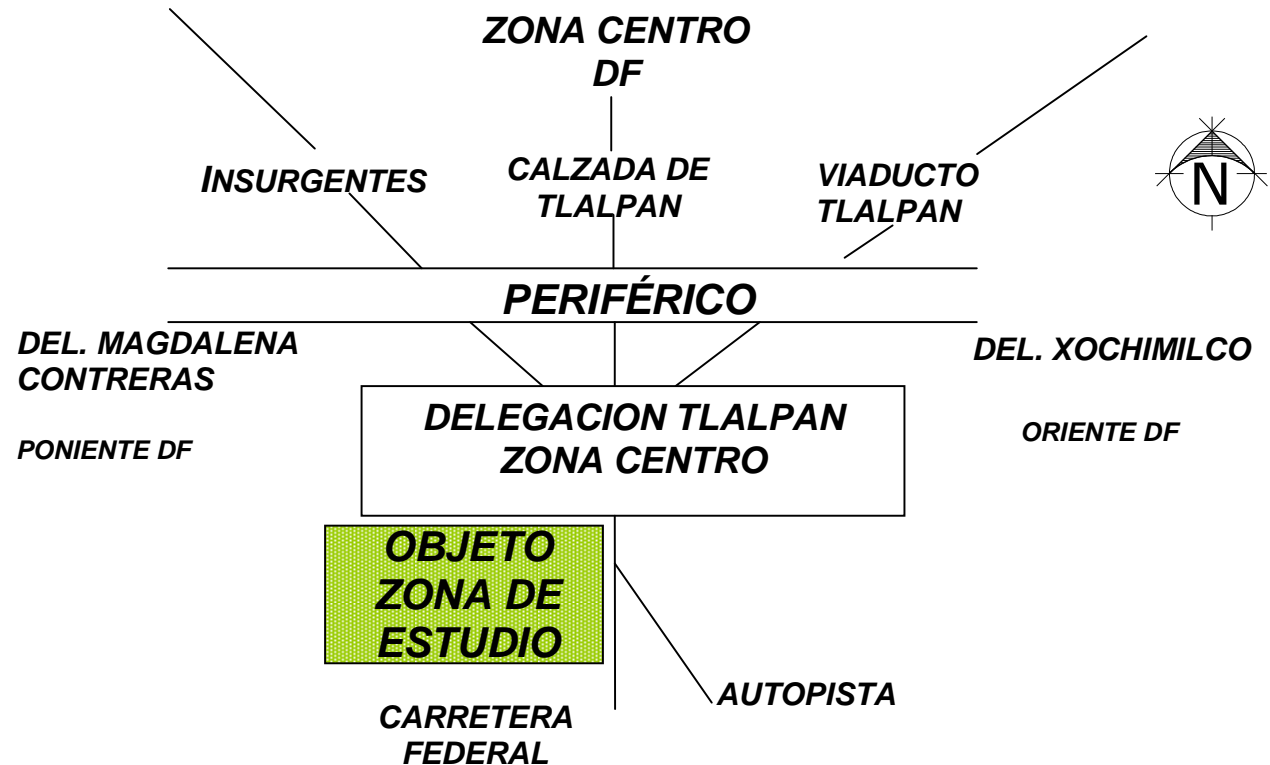 ZONA CENTRO
DF
INSURGENTES
CALZADA DE
TLALPAN
VIADUCTO
TLALPAN
N
PERIFÉRICO
DEL. MAGDALENA
CONTRERAS
DEL. XOCHIMILCO
DELEGACION TLALPAN
ZONA CENTRO
PONIENTE DF
ORIENTE DF
OBJETO
ZONA DE
ESTUDIO
AUTOPISTA
CARRETERA
FEDERAL